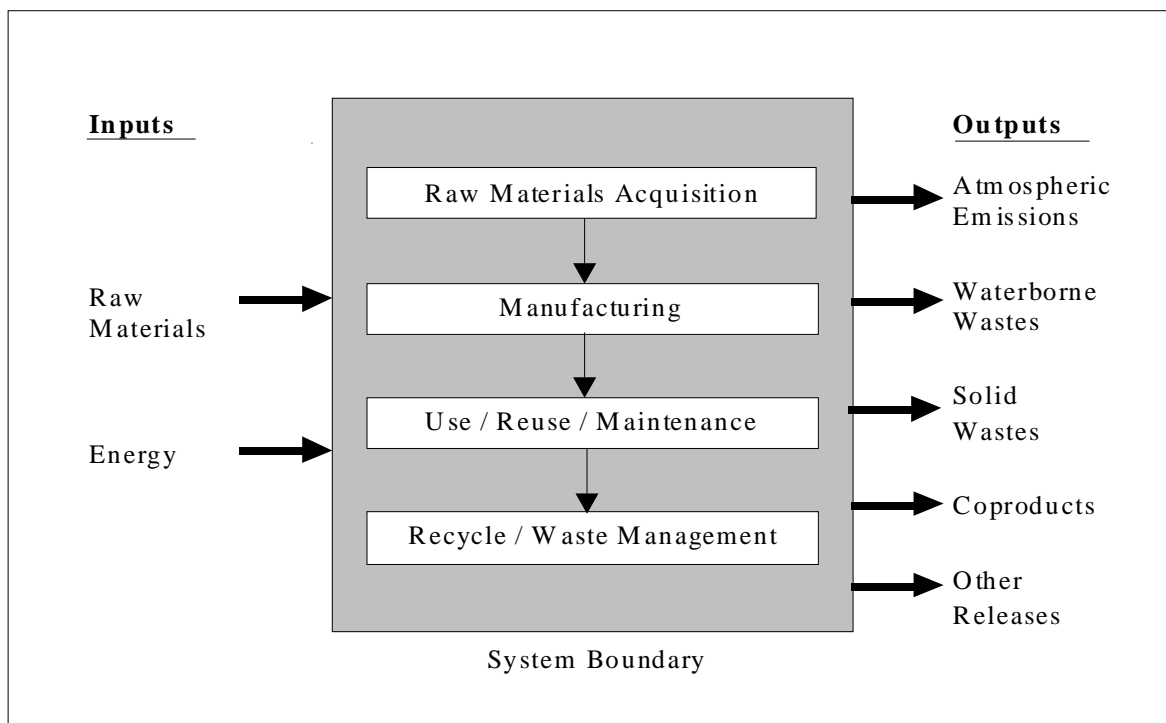 Inputs
Outputs
Raw Materials Acquisition
Atmospheric
Emissions
Raw
Materials
Manufacturing
Waterborne
Wastes
Use / Reuse / Maintenance
Solid
Wastes
Energy
Recycle / Waste Management
Coproducts
Other
Releases
System Boundary